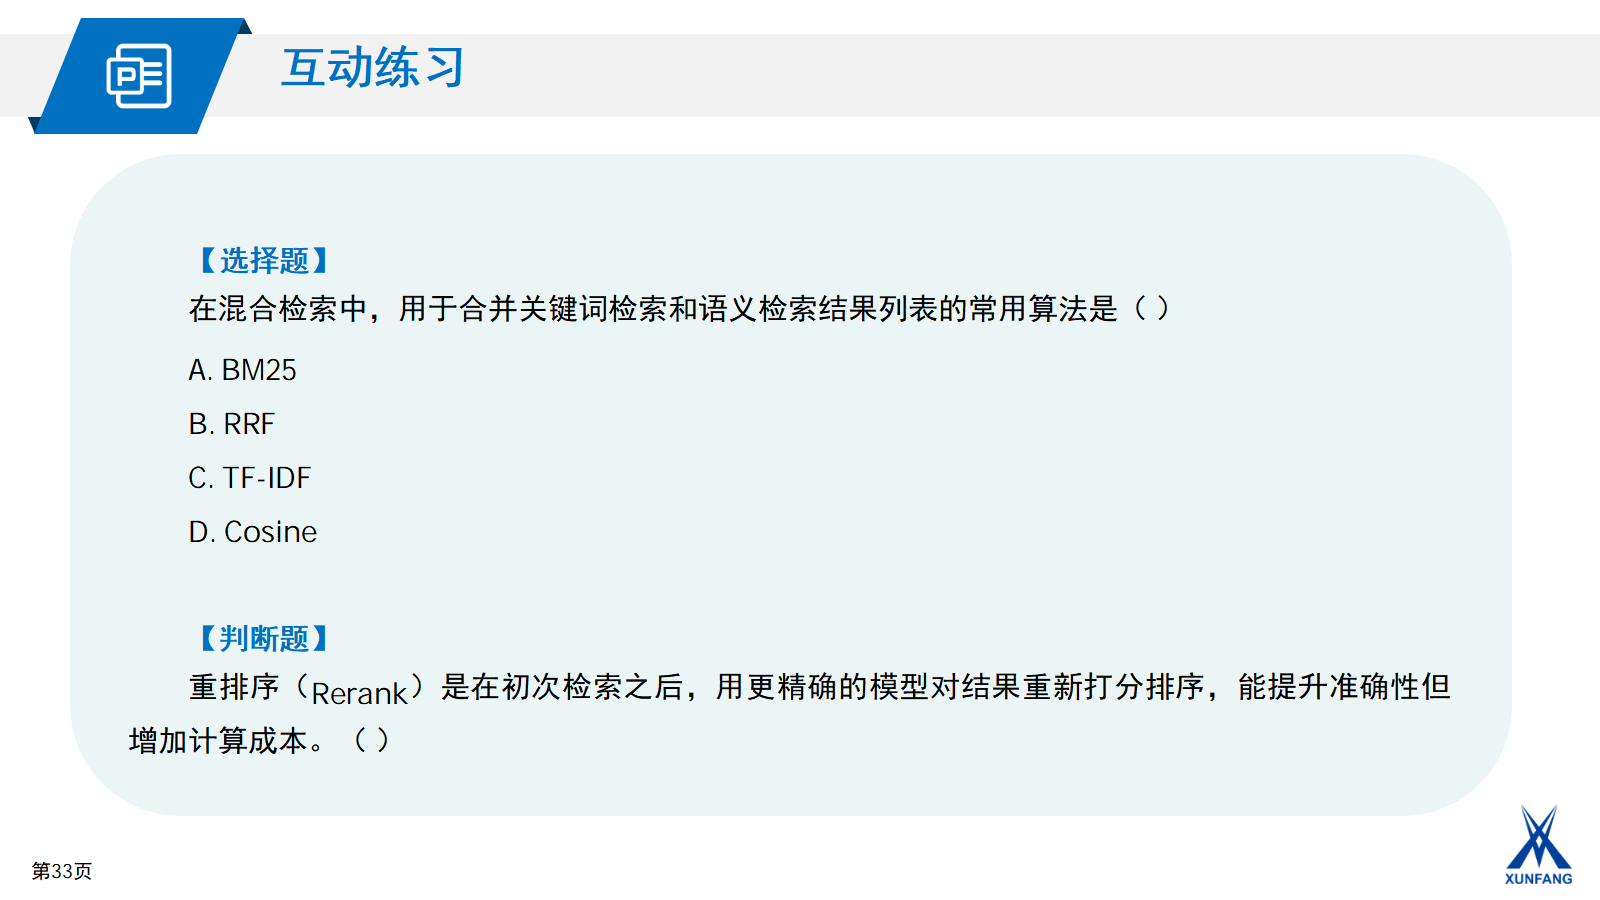 互动练习
【选择题】
在混合检索中，用于合并关键词检索和语义检索结果列表的常用算法是（ ）
A. BM25
B. RRF
C. TF-IDF
D. Cosine
【判断题】
重排序（Rerank）是在初次检索之后，用更精确的模型对结果重新打分排序，能提升准确性但
增加计算成本。（ ）
第33页
XUNFANG